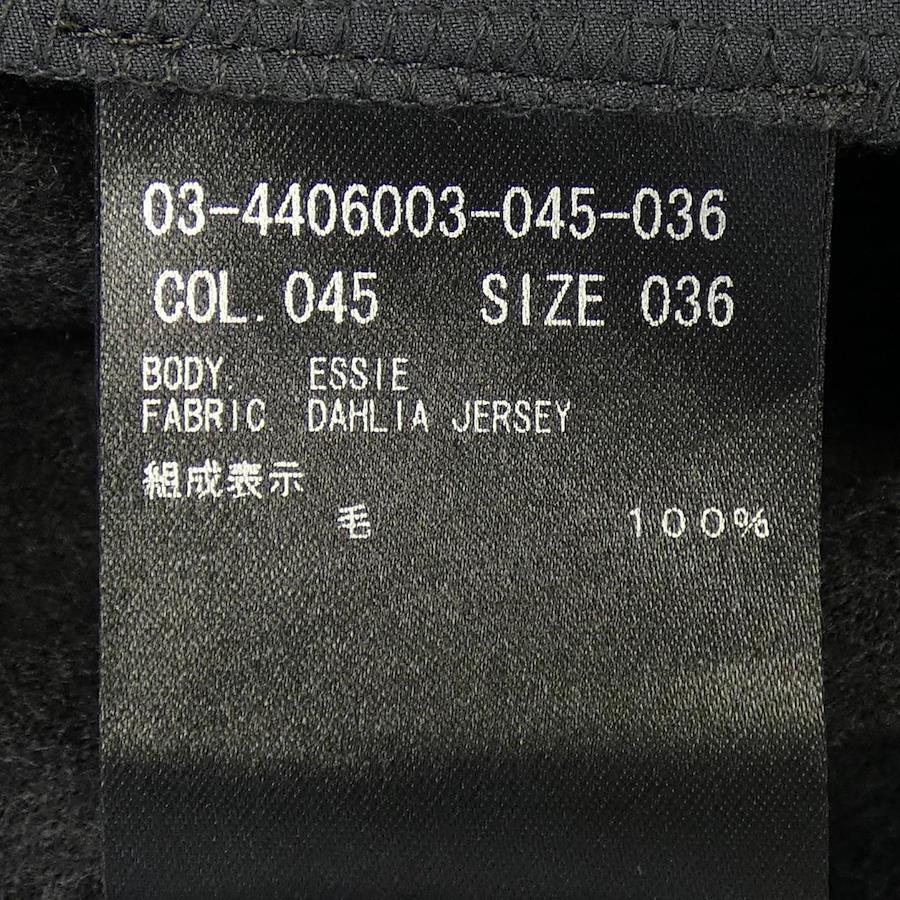 03-4406003-045-036
COL. 045 SIZE 036
BODY. ESSIE
FABRIC DAHLIA JERSEY
組成表示
毛 100%